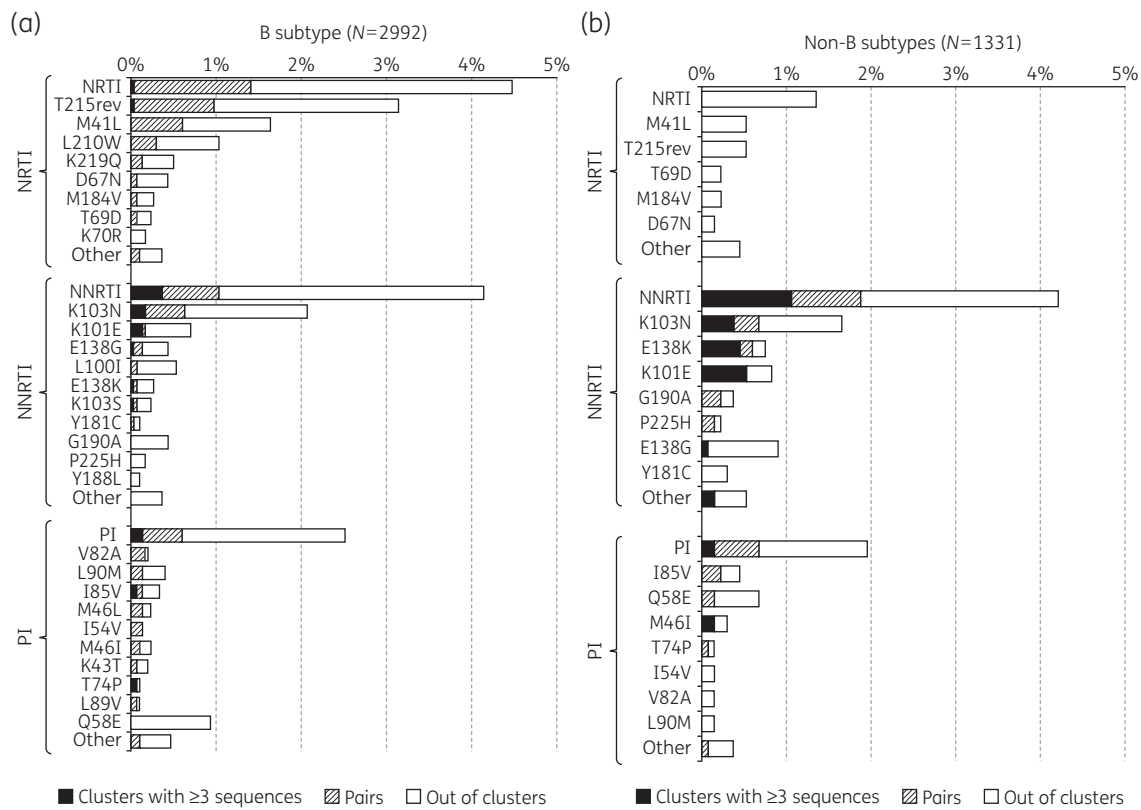 (a)
B subtype (N=2992)
0% 1% 2% 3% 4% 5%
NRTI
NRTI
T215rev
M41L
L210W
K219Q
D67N
M184V
T69D
K70R
Other
NNRTI
NNRTI
K103N
K101E
E138G
L100I
E138K
K103S
Y181C
G190A
P225H
Y188L
Other
PI
PI
V82A
L90M
I85V
M46L
I54V
M46I
K43T
T74P
L89V
Q58E
Other
Clusters with ≥3 sequences Pairs Out of clusters
(b)
Non-B subtypes (N=1331)
0% 1% 2% 3% 4% 5%
NRTI
NRTI
M41L
T215rev
T69D
M184V
D67N
Other
NNRTI
NNRTI
K103N
E138K
K101E
G190A
P225H
E138G
Y181C
Other
PI
PI
I85V
Q58E
M46I
T74P
I54V
V82A
L90M
Other
Clusters with ≥3 sequences Pairs Out of clusters